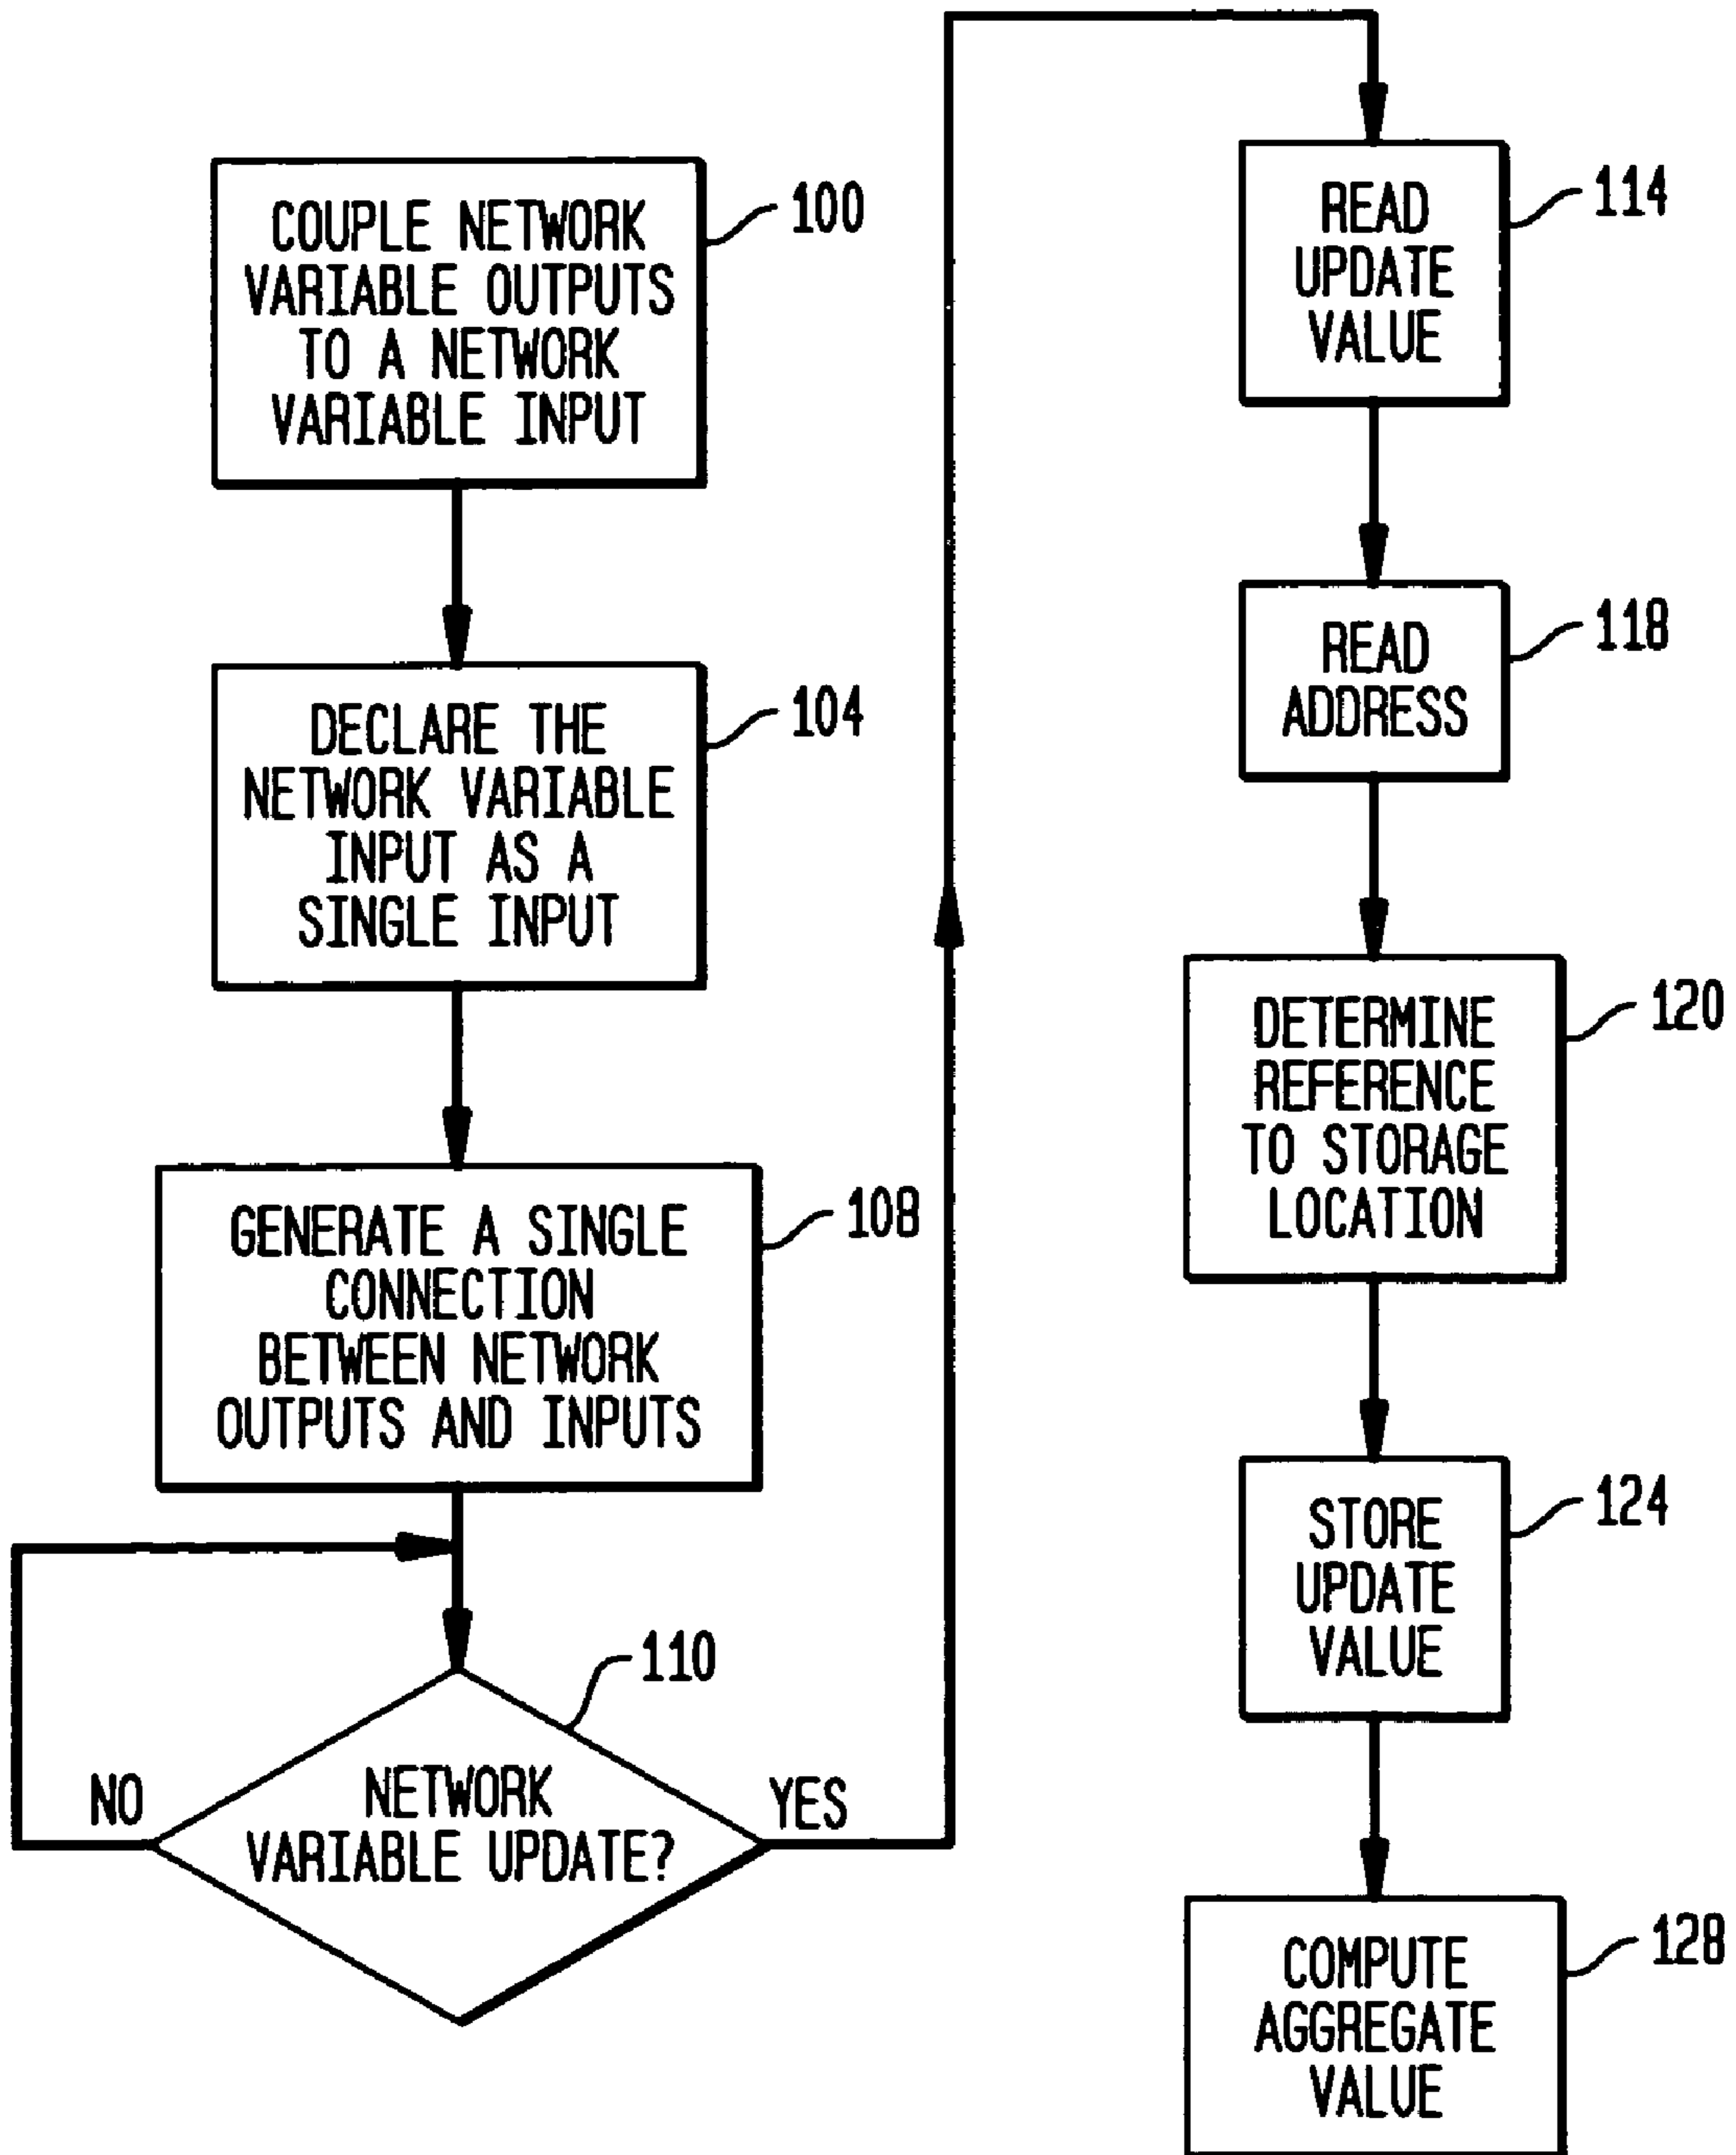 COUPLE NETWORK
VARIABLE OUTPUTS
TO A NETWORK
VARIABLE INPUT
100
DECLARE THE
NETWORK VARIABLE
INPUT AS A
SINGLE INPUT
104
GENERATE A SINGLE
CONNECTION
BETWEEN NETWORK
OUTPUTS AND INPUTS
108
110
NETWORK
VARIABLE UPDATE?
NO
YES
READ
UPDATE
VALUE
114
READ
ADDRESS
118
DETERMINE
REFERENCE
TO STORAGE
LOCATION
120
STORE
UPDATE
VALUE
124
COMPUTE
AGGREGATE
VALUE
128